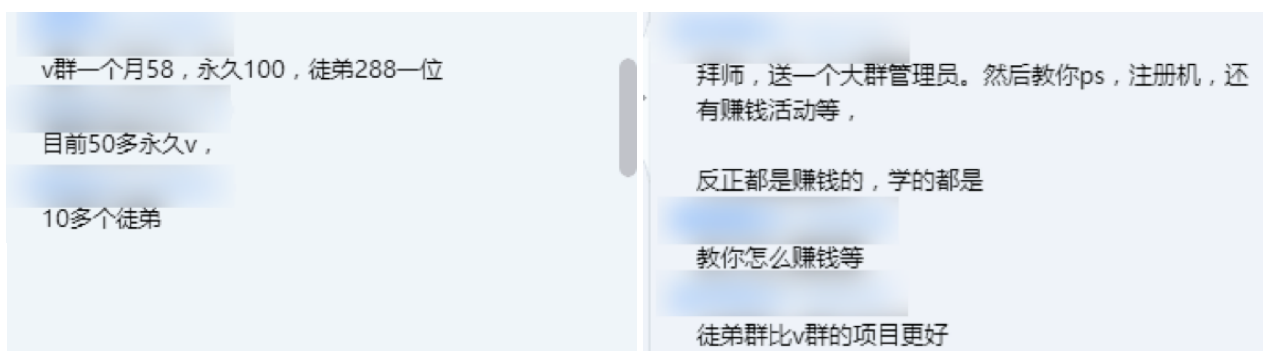 v群一个月58，永久100，徒弟288一位
目前50多永久v，
10多个徒弟
拜师，送一个大群管理员。然后教你ps，注册机，还
有赚钱活动等，
反正都是赚钱的，学的都是
教你怎么赚钱等
徒弟群比v群的项目更好